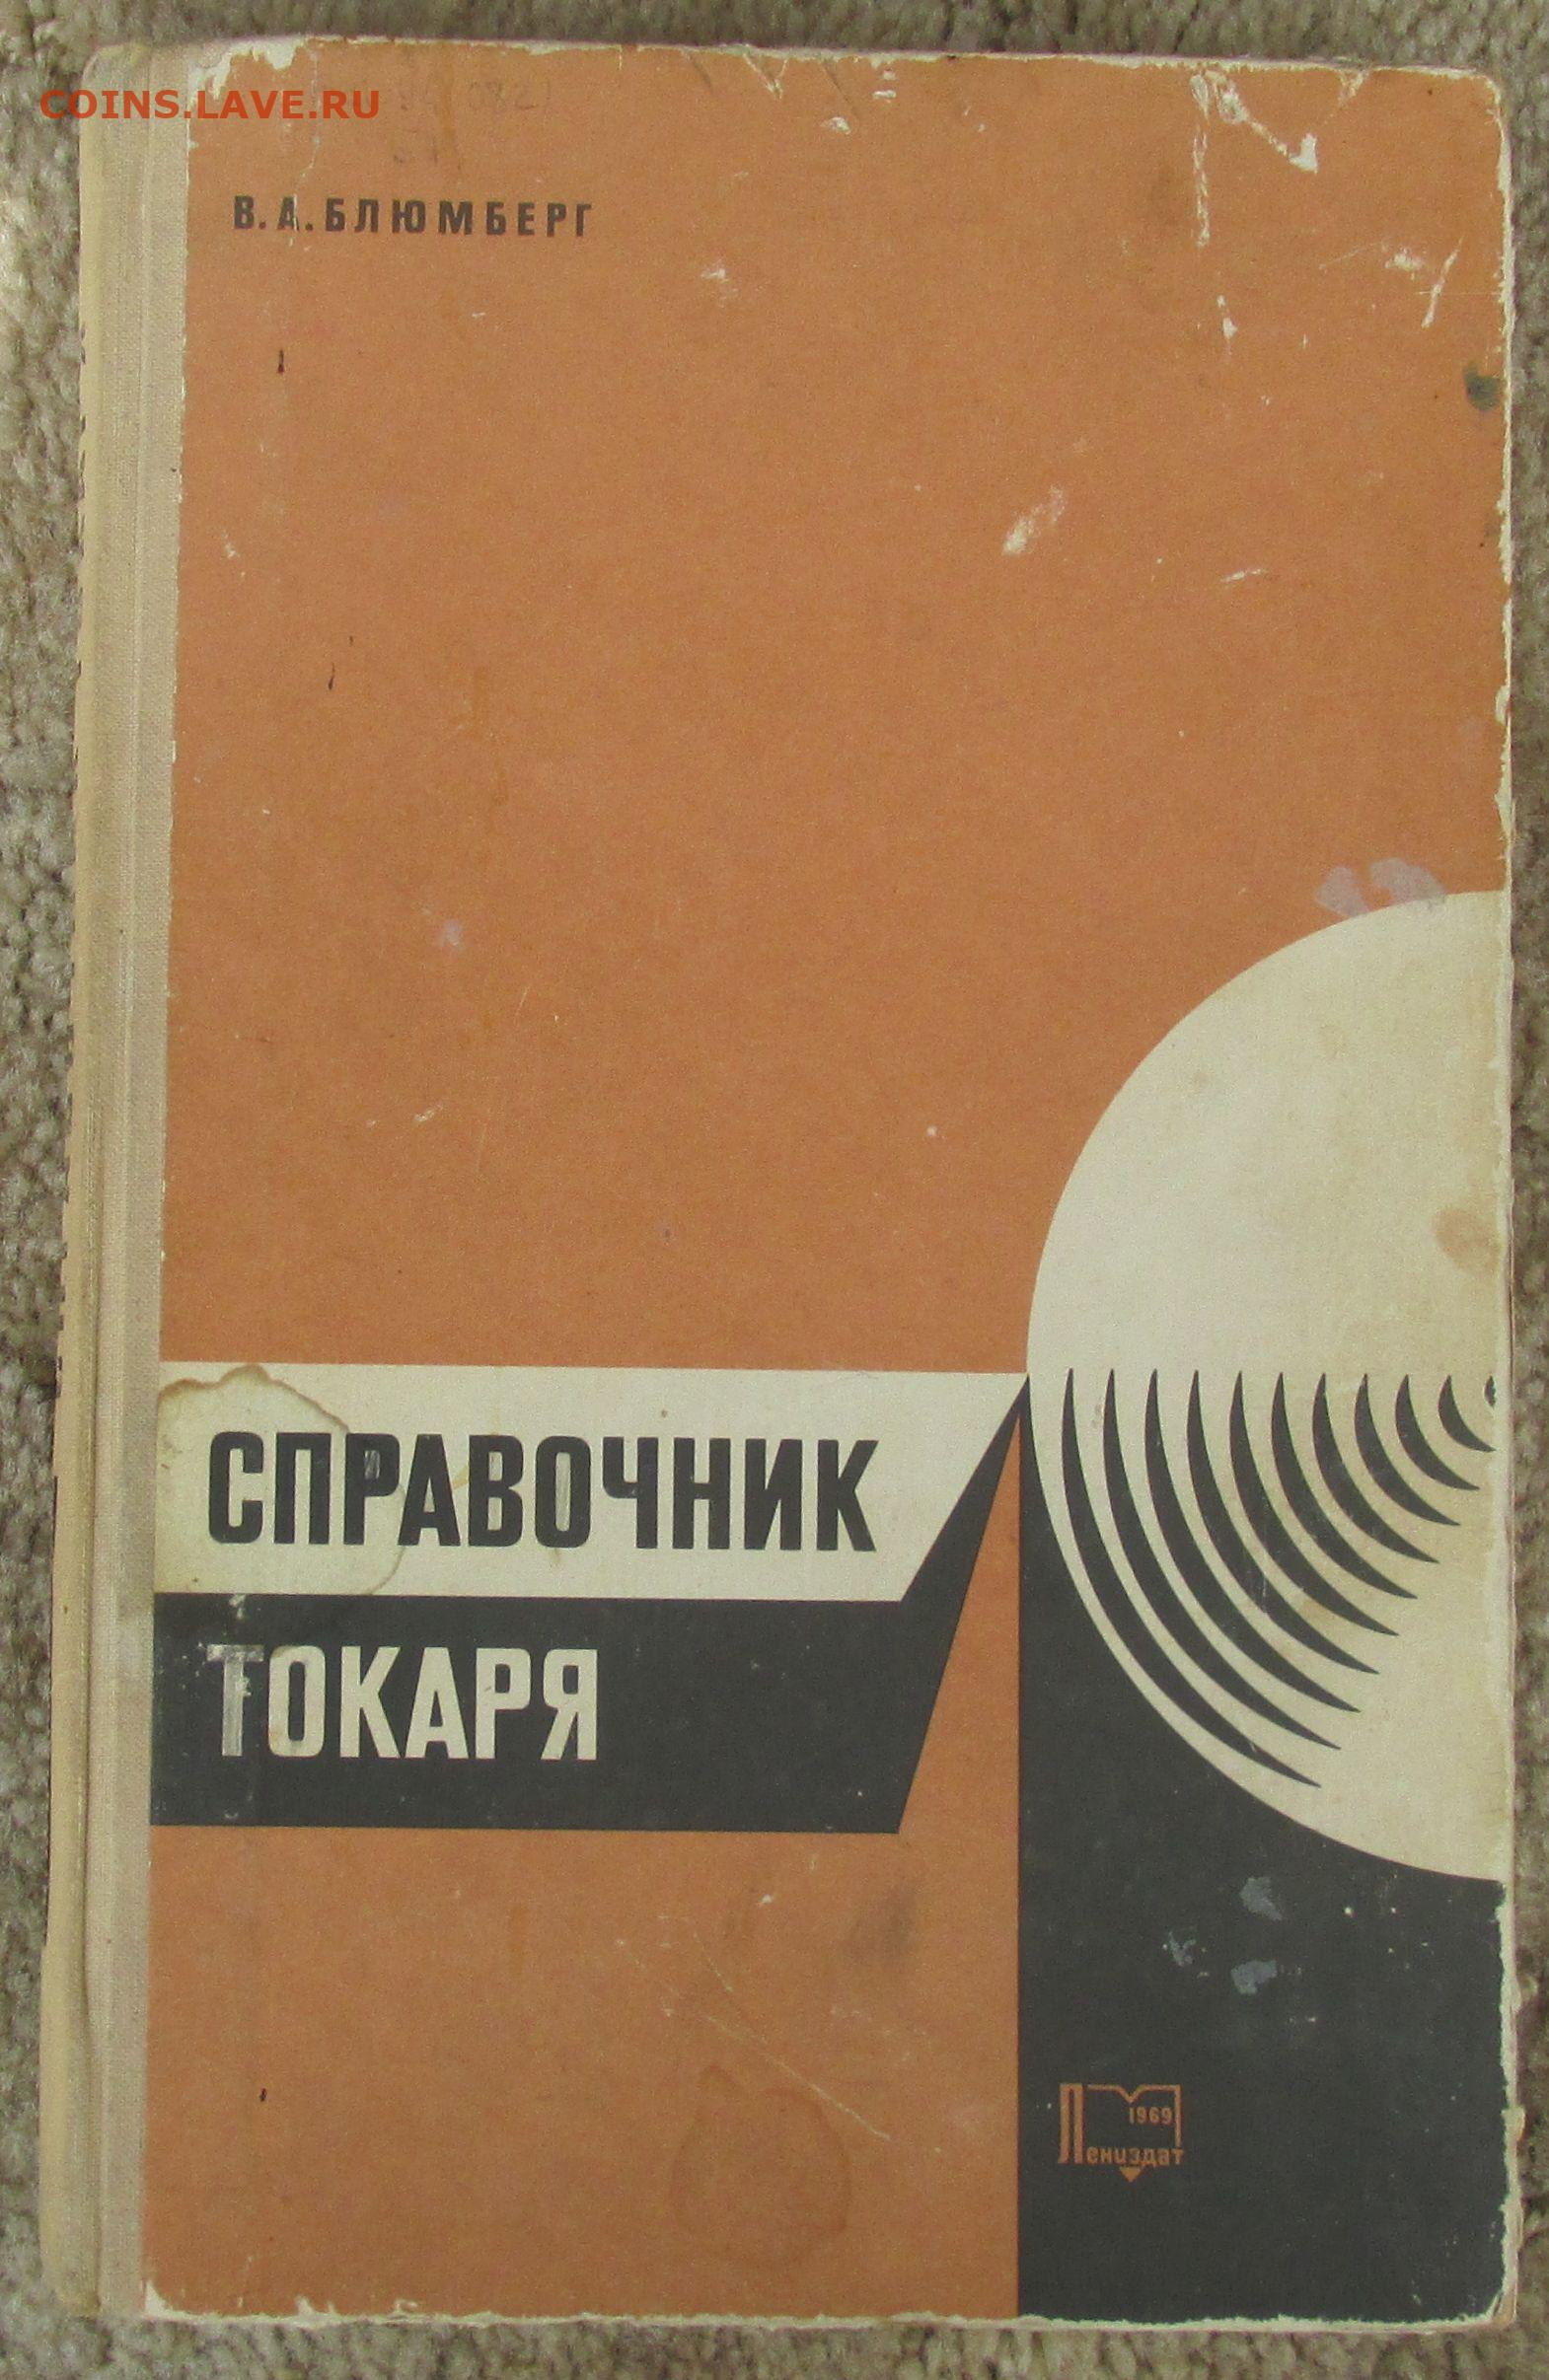 COINS.LAVE.RU
В. А. БЛЮМБЕРГ
СПРАВОЧНИК
ТОКАРЯ
1969
Лениздат